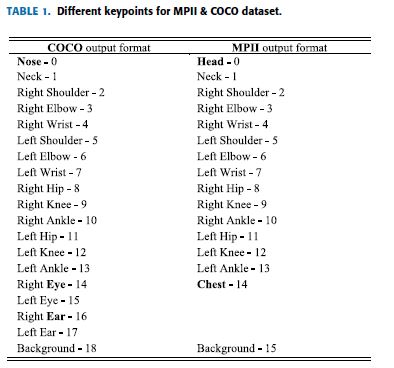 TABLE 1. Different keypoints for MPII & COCO dataset.
COCO output format MPII output format
Nose - 0 Head - 0
Neck - 1 Neck - 1
Right Shoulder - 2 Right Shoulder - 2
Right Elbow - 3 Right Elbow - 3
Right Wrist - 4 Right Wrist - 4
Left Shoulder - 5 Left Shoulder - 5
Left Elbow - 6 Left Elbow - 6
Left Wrist - 7 Left Wrist - 7
Right Hip - 8 Right Hip - 8
Right Knee - 9 Right Knee - 9
Right Ankle - 10 Right Ankle - 10
Left Hip - 11 Left Hip - 11
Left Knee - 12 Left Knee - 12
Left Ankle - 13 Left Ankle - 13
Right Eye - 14 Chest - 14
Left Eye - 15
Right Ear - 16
Left Ear - 17
Background - 18 Background - 15